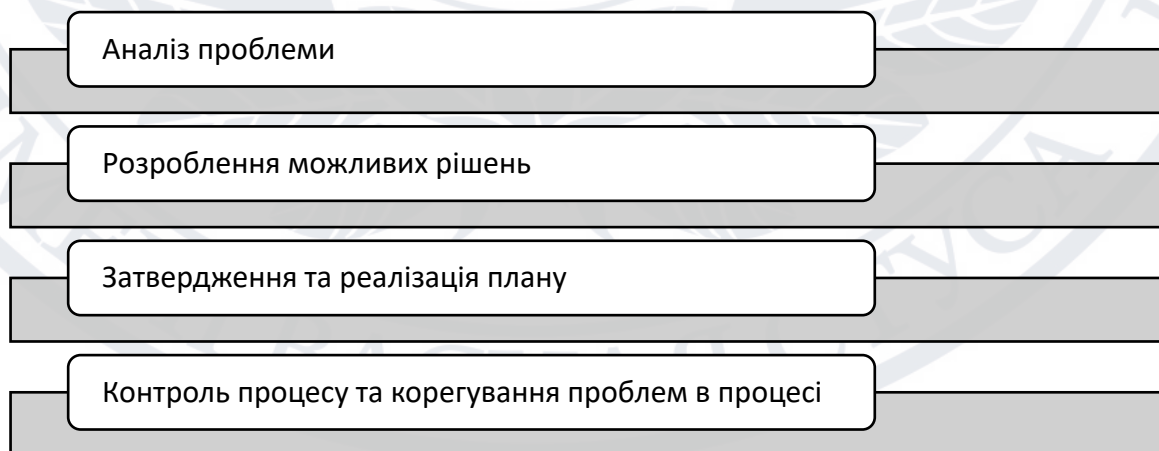 Аналіз проблеми
Розроблення можливих рішень
Затвердження та реалізація плану
Контроль процесу та корегування проблем в процесі